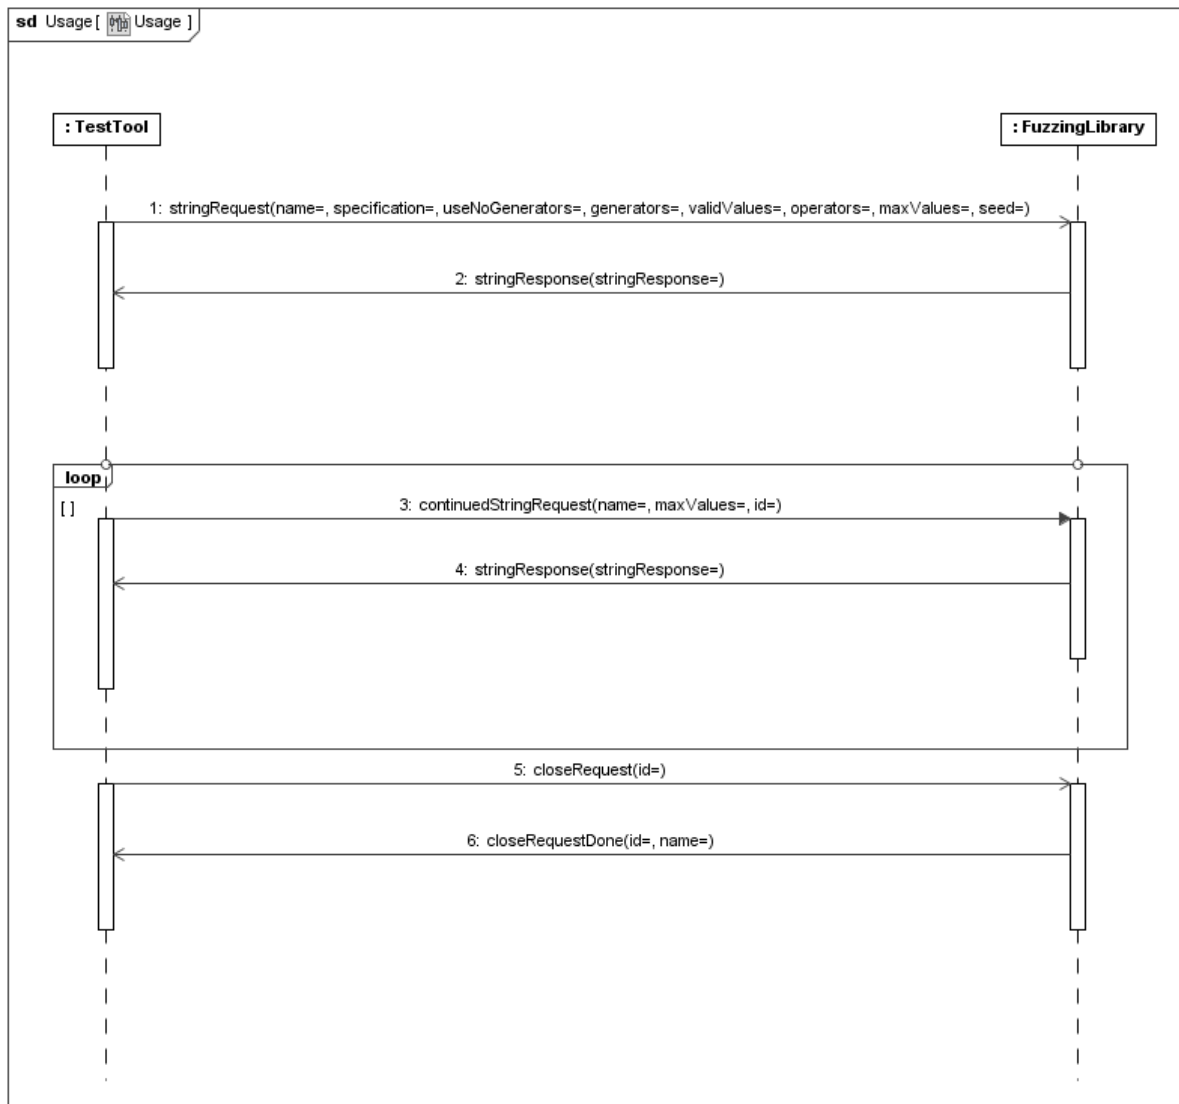 sd Usage [ Usage ]
: TestTool
: FuzzingLibrary
1: stringRequest(name=, specification=, useNoGenerators=, generators=, validValues=, operators=, maxValues=, seed=)
2: stringResponse(stringResponse=)
loop
[ ]
3: continuedStringRequest(name=, maxValues=, id=)
4: stringResponse(stringResponse=)
5: closeRequest(id=)
6: closeRequestDone(id=, name=)